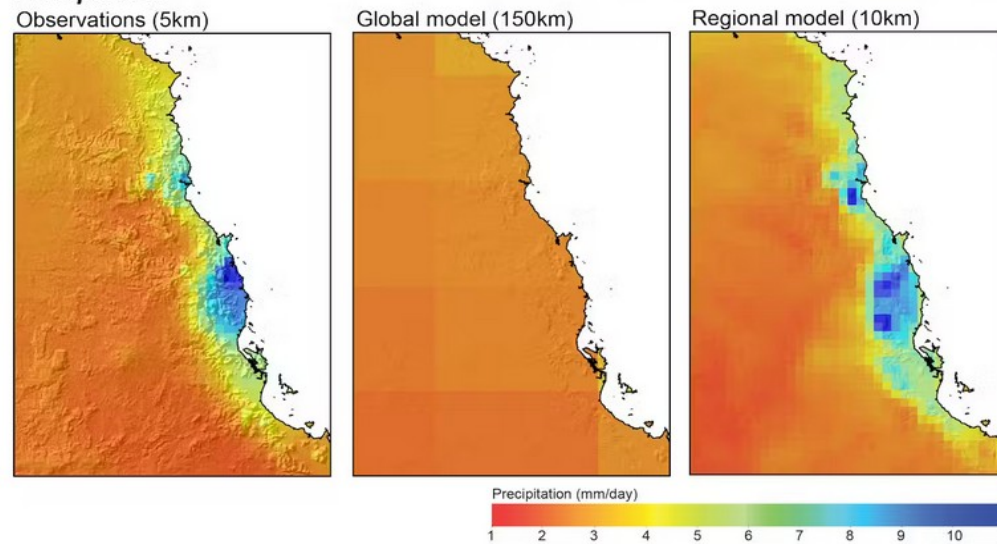 Observations (5km)
Global model (150km)
Regional model (10km)
Precipitation (mm/day)
1 2 3 4 5 6 7 8 9 10